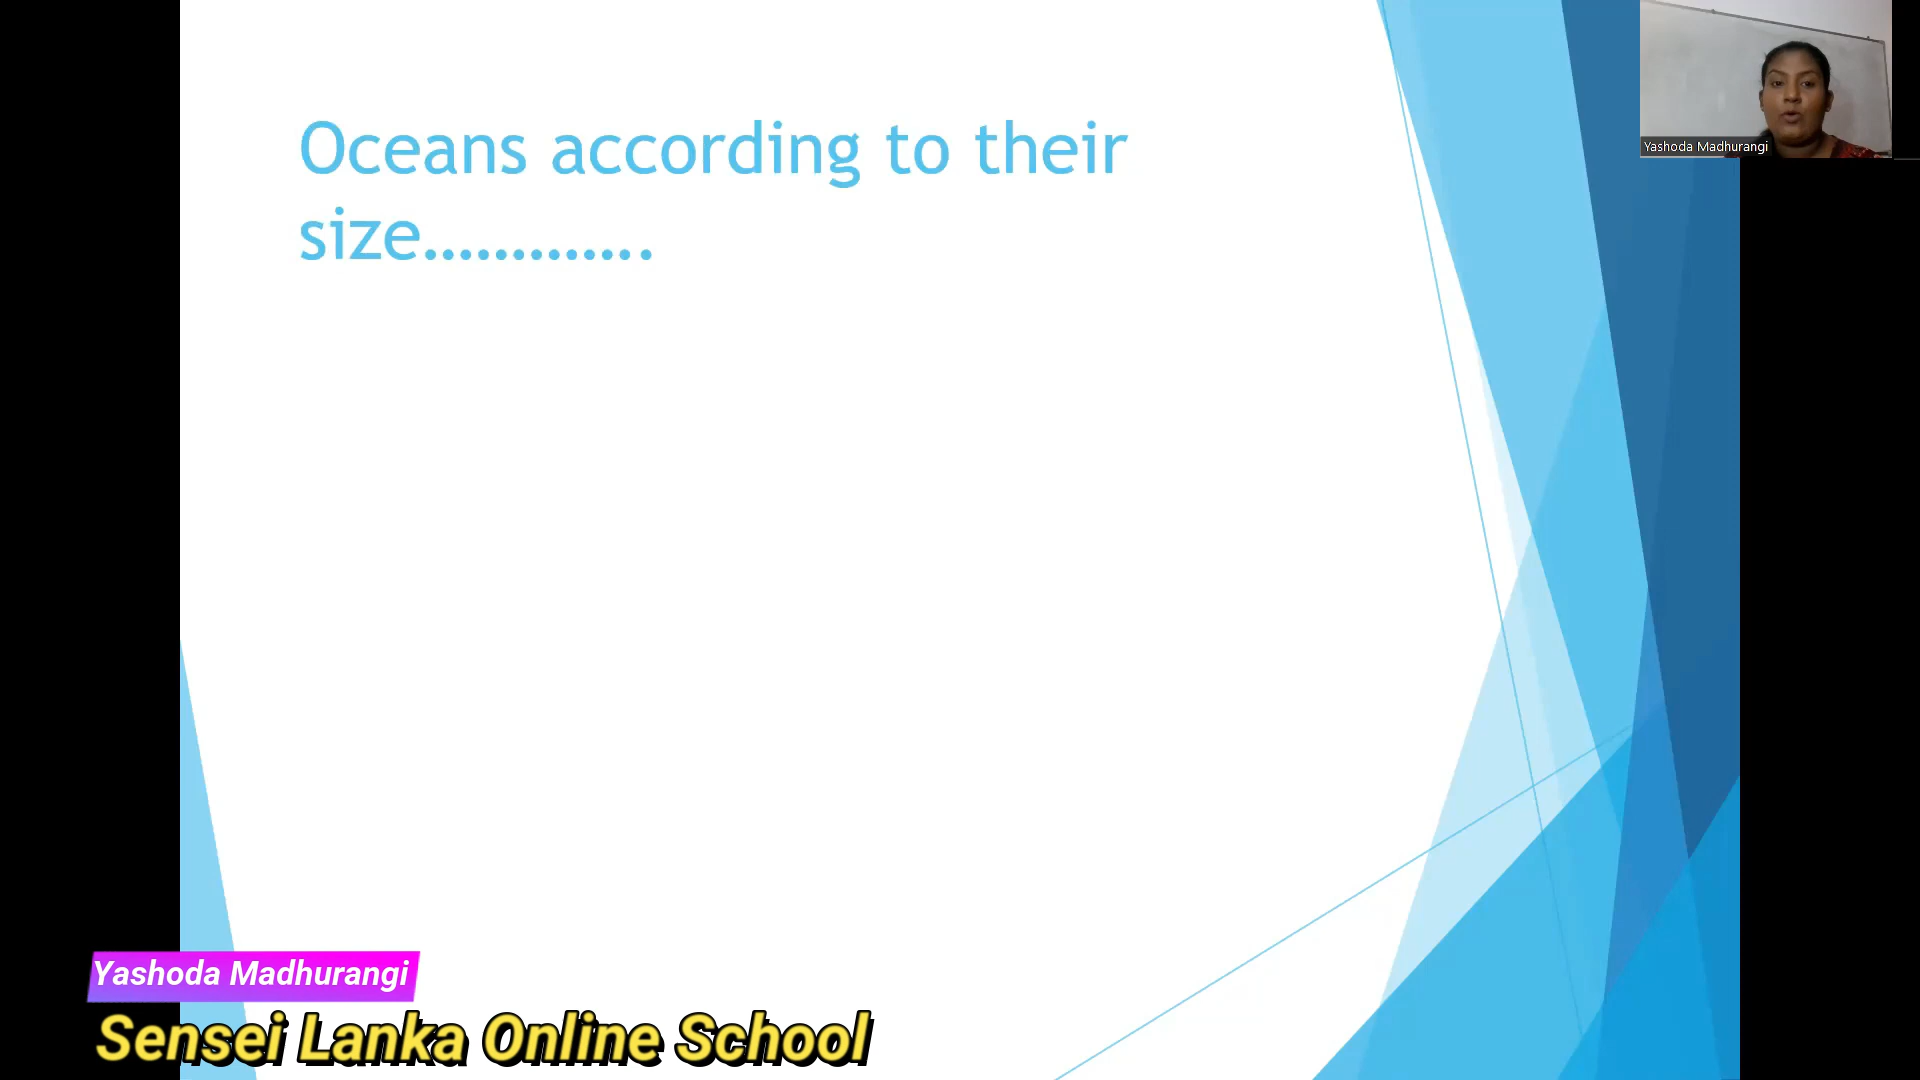 Oceans according to their
size.............
Yashoda Madhurangi
Yashoda Madhurangi
Sensei Lanka Online School